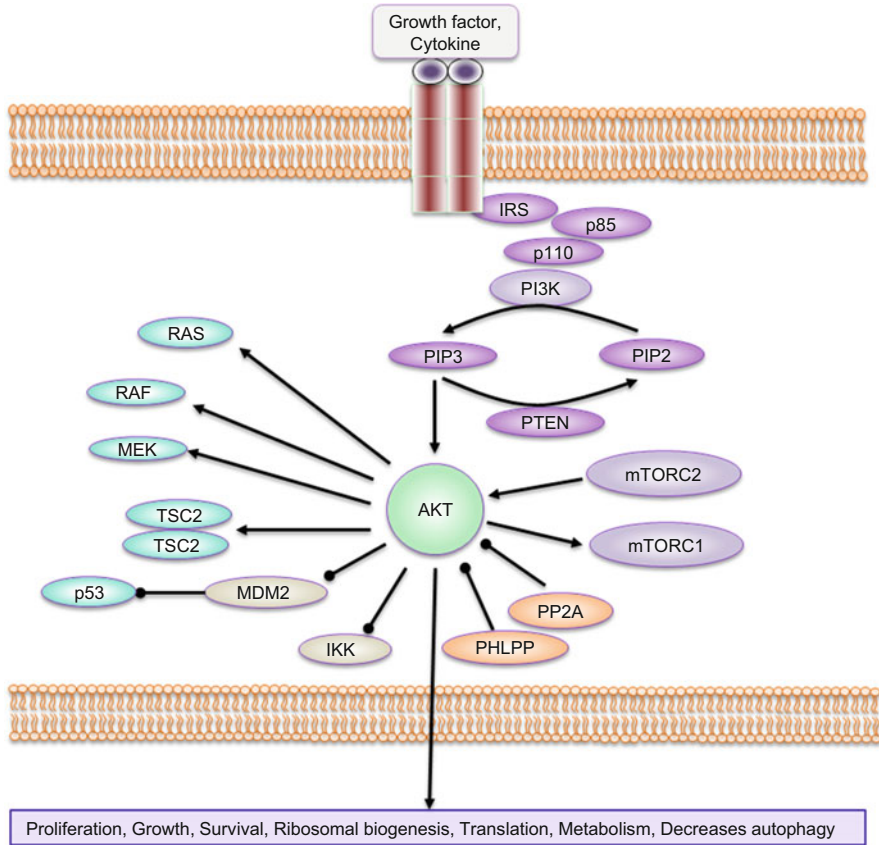 Growth factor,
Cytokine
IRS
p85
p110
PI3K
RAS
PIP3
PIP2
RAF
PTEN
MEK
mTORC2
AKT
TSC2
TSC2
mTORC1
p53
MDM2
PP2A
IKK
PHLPP
Proliferation, Growth, Survival, Ribosomal biogenesis, Translation, Metabolism, Decreases autophagy